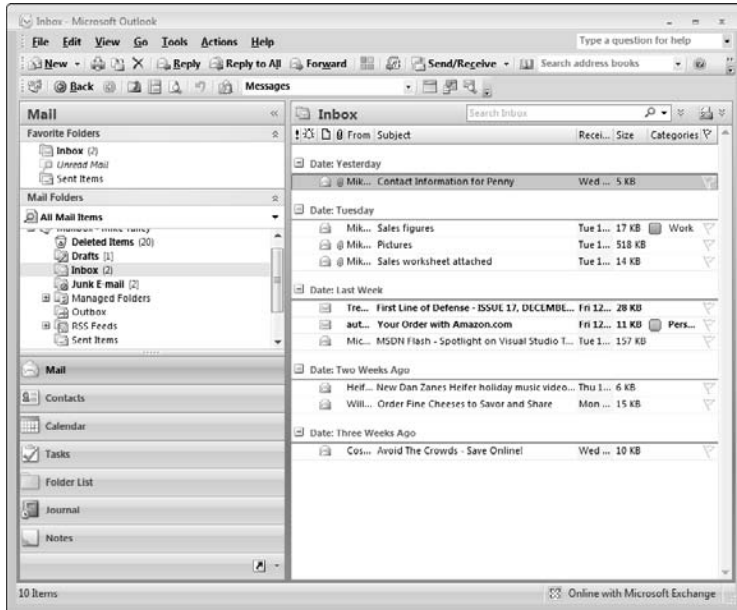 Inbox - Microsoft Outlook
File Edit View Go Tools Actions Help Type a question for help
New Reply Reply to All Forward Send/Receive Search address books
Back Messages
Mail
Favorite Folders
Inbox (2)
Unread Mail
Sent Items
Mail Folders
All Mail Items
Deleted Items (20)
Drafts [1]
Inbox (2)
Junk E-mail [2]
Managed Folders
Outbox
RSS Feeds
Sent Items
Mail
Contacts
Calendar
Tasks
Folder List
Journal
Notes
Inbox Search Inbox
From Subject Recei... Size Categories
Date: Yesterday
Mik... Contact Information for Penny Wed ... 5 KB
Date: Tuesday
Mik... Sales figures Tue 1... 17 KB Work
Mik... Pictures Tue 1... 518 KB
Mik... Sales worksheet attached Tue 1... 14 KB
Date: Last Week
Tre... First Line of Defense - ISSUE 17, DECEMBE... Fri 12... 28 KB
aut... Your Order with Amazon.com Fri 12... 11 KB Pers...
Mic... MSDN Flash - Spotlight on Visual Studio T... Tue 1... 157 KB
Date: Two Weeks Ago
Heif... New Dan Zanes Heifer holiday music video... Thu 1... 6 KB
Will... Order Fine Cheeses to Savor and Share Mon ... 15 KB
Date: Three Weeks Ago
Cos... Avoid The Crowds - Save Online! Wed ... 10 KB
10 Items Online with Microsoft Exchange